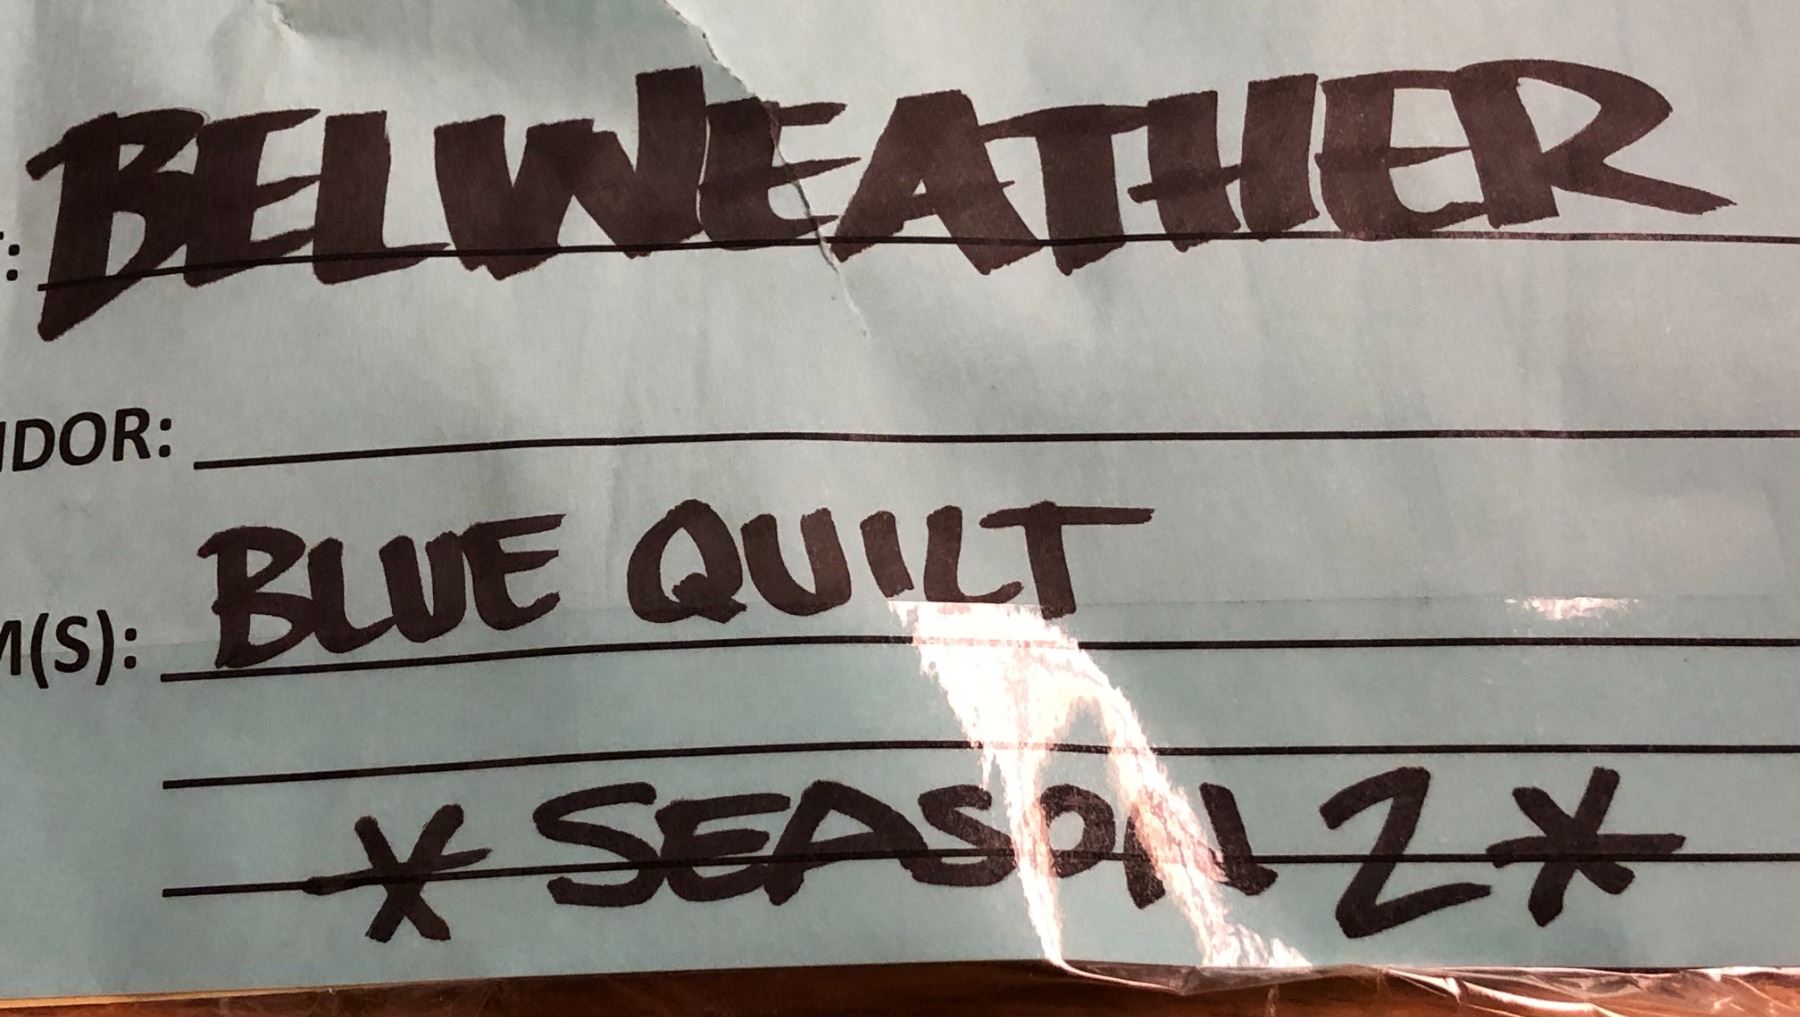 : BELWEATHER
DOR:
BLUE QUILT
M(S):
* SEASON 2 *